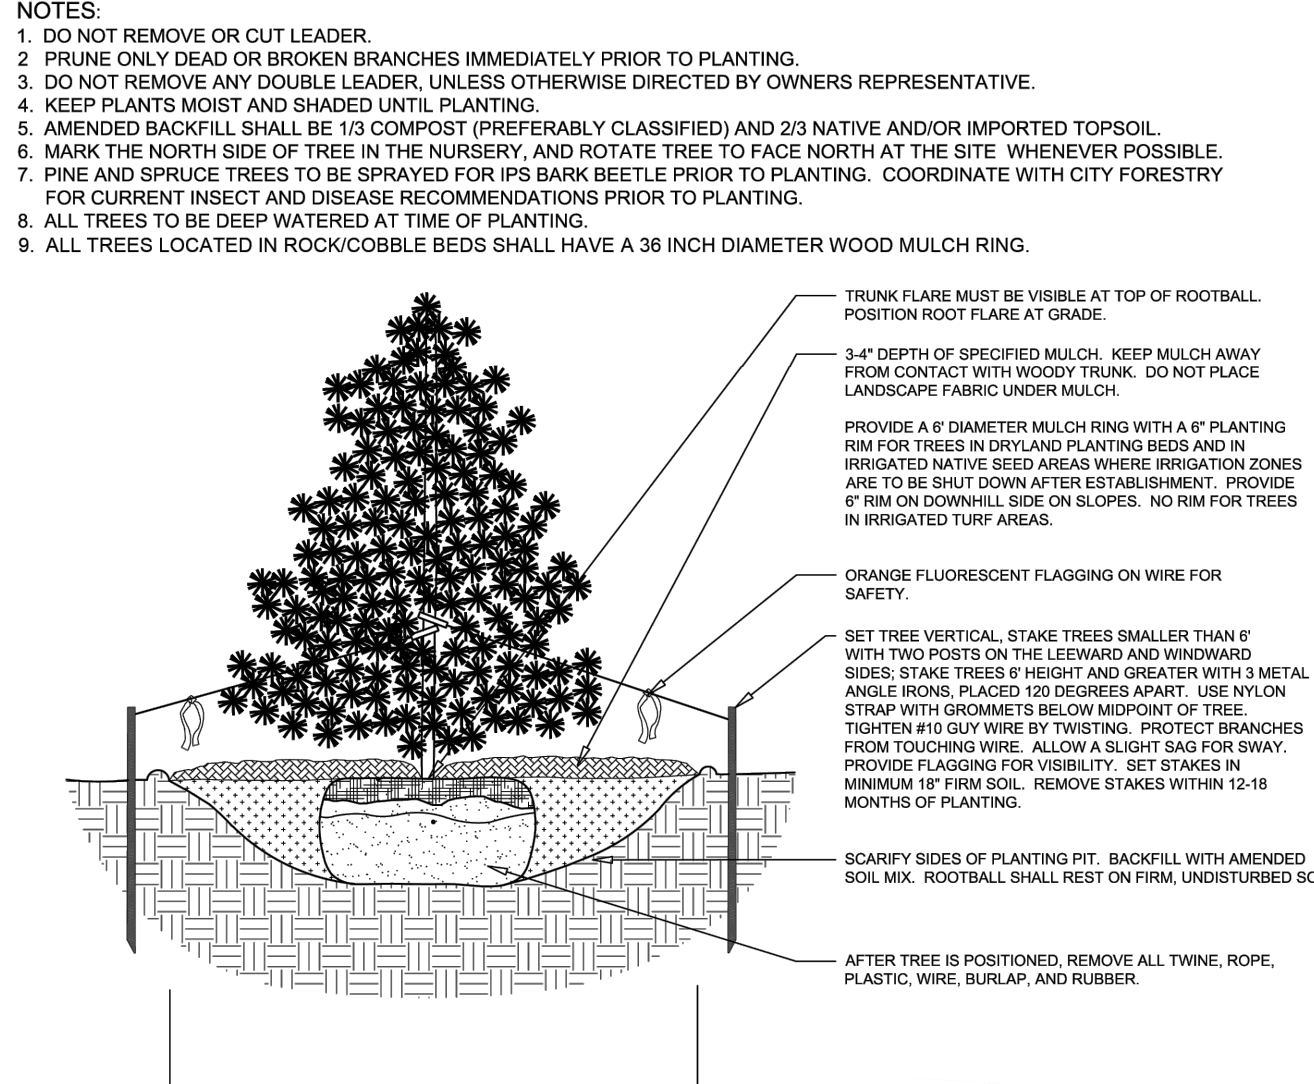 NOTES:
1. DO NOT REMOVE OR CUT LEADER.
2 PRUNE ONLY DEAD OR BROKEN BRANCHES IMMEDIATELY PRIOR TO PLANTING.
3. DO NOT REMOVE ANY DOUBLE LEADER, UNLESS OTHERWISE DIRECTED BY OWNERS REPRESENTATIVE.
4. KEEP PLANTS MOIST AND SHADED UNTIL PLANTING.
5. AMENDED BACKFILL SHALL BE 1/3 COMPOST (PREFERABLY CLASSIFIED) AND 2/3 NATIVE AND/OR IMPORTED TOPSOIL.
6. MARK THE NORTH SIDE OF TREE IN THE NURSERY, AND ROTATE TREE TO FACE NORTH AT THE SITE WHENEVER POSSIBLE.
7. PINE AND SPRUCE TREES TO BE SPRAYED FOR IPS BARK BEETLE PRIOR TO PLANTING. COORDINATE WITH CITY FORESTRY
FOR CURRENT INSECT AND DISEASE RECOMMENDATIONS PRIOR TO PLANTING.
8. ALL TREES TO BE DEEP WATERED AT TIME OF PLANTING.
9. ALL TREES LOCATED IN ROCK/COBBLE BEDS SHALL HAVE A 36 INCH DIAMETER WOOD MULCH RING.
TRUNK FLARE MUST BE VISIBLE AT TOP OF ROOTBALL.
POSITION ROOT FLARE AT GRADE.
3-4" DEPTH OF SPECIFIED MULCH. KEEP MULCH AWAY
FROM CONTACT WITH WOODY TRUNK. DO NOT PLACE
LANDSCAPE FABRIC UNDER MULCH.
PROVIDE A 6' DIAMETER MULCH RING WITH A 6" PLANTING
RIM FOR TREES IN DRYLAND PLANTING BEDS AND IN
IRRIGATED NATIVE SEED AREAS WHERE IRRIGATION ZONES
ARE TO BE SHUT DOWN AFTER ESTABLISHMENT. PROVIDE
6" RIM ON DOWNHILL SIDE ON SLOPES. NO RIM FOR TREES
IN IRRIGATED TURF AREAS.
ORANGE FLUORESCENT FLAGGING ON WIRE FOR
SAFETY.
SET TREE VERTICAL, STAKE TREES SMALLER THAN 6'
WITH TWO POSTS ON THE LEEWARD AND WINDWARD
SIDES; STAKE TREES 6' HEIGHT AND GREATER WITH 3 METAL
ANGLE IRONS, PLACED 120 DEGREES APART. USE NYLON
STRAP WITH GROMMETS BELOW MIDPOINT OF TREE.
TIGHTEN #10 GUY WIRE BY TWISTING. PROTECT BRANCHES
FROM TOUCHING WIRE. ALLOW A SLIGHT SAG FOR SWAY.
PROVIDE FLAGGING FOR VISIBILITY. SET STAKES IN
MINIMUM 18" FIRM SOIL. REMOVE STAKES WITHIN 12-18
MONTHS OF PLANTING.
SCARIFY SIDES OF PLANTING PIT. BACKFILL WITH AMENDED
SOIL MIX. ROOTBALL SHALL REST ON FIRM, UNDISTURBED
AFTER TREE IS POSITIONED, REMOVE ALL TWINE, ROPE,
PLASTIC, WIRE, BURLAP, AND RUBBER.